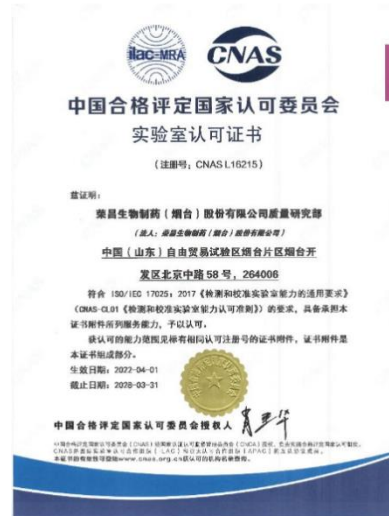 ilac-MRA
CNAS
中国合格评定国家认可委员会
实验室认可证书
(注册号: CNAS L16215)
兹证明:
荣昌生物制药(烟台)股份有限公司质量研究部
(法人: 荣昌生物制药(烟台)股份有限公司)
中国(山东)自由贸易试验区烟台片区烟台开
发区北京中路 58 号, 264006
符合 ISO/IEC 17025: 2017《检测和校准实验室能力的通用要求》
(CNAS-CL01《检测和校准实验室能力认可准则》)的要求, 具备承担本
证书附件所列服务能力, 予以认可。
获认可的能力范围见标有相同认可注册号的证书附件, 证书附件是
本证书组成部分。
生效日期: 2022-04-01
截止日期: 2028-03-31
中国合格评定国家认可委员会授权人